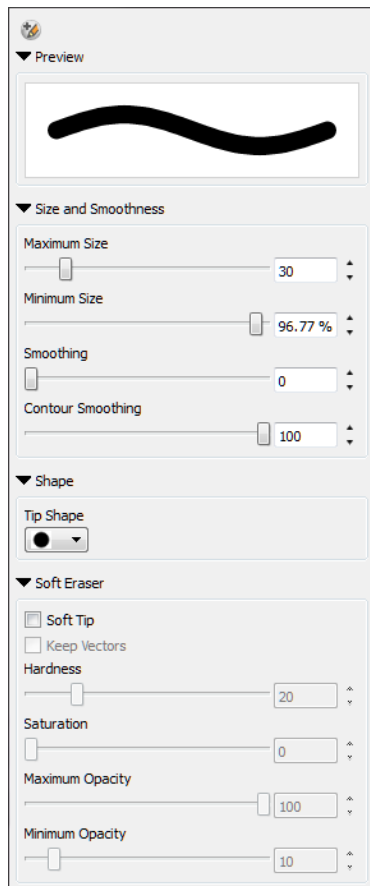 Preview
Size and Smoothness
Maximum Size
30
Minimum Size
96.77 %
Smoothing
0
Contour Smoothing
100
Shape
Tip Shape
Soft Eraser
Soft Tip
Keep Vectors
Hardness
20
Saturation
0
Maximum Opacity
100
Minimum Opacity
10